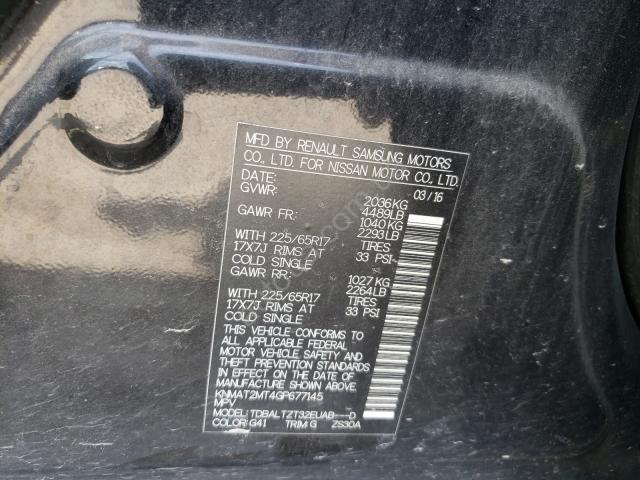 MFD BY RENAULT SAMSUNG MOTORS
CO., LTD. FOR NISSAN MOTOR CO., LTD.
DATE: 03/16
GVWR: 2036KG
4489LB
GAWR FR: 1040KG
2293LB
WITH 225/65R17 TIRES
17X7J RIMS AT 33 PSI
COLD SINGLE
GAWR RR: 1027KG
2264LB
WITH 225/65R17 TIRES
17X7J RIMS AT 33 PSI
COLD SINGLE
THIS VEHICLE CONFORMS TO
ALL APPLICABLE FEDERAL
MOTOR VEHICLE SAFETY AND
THEFT PREVENTION STANDARDS
IN EFFECT ON THE DATE OF
MANUFACTURE SHOWN ABOVE.
KNMAT2MT4GP677145
MPV
MODEL: TDBALTZT32EUAB---D
COLOR: G41 TRIM: G ZS30A